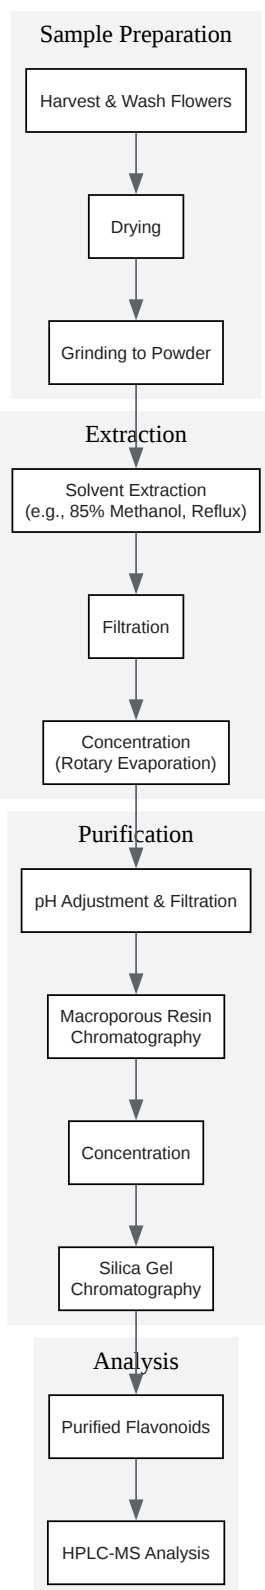 Sample Preparation
Harvest & Wash Flowers
Drying
Grinding to Powder
Extraction
Solvent Extraction
(e.g., 85% Methanol, Reflux)
Filtration
Concentration
(Rotary Evaporation)
Purification
pH Adjustment & Filtration
Macroporous Resin
Chromatography
Concentration
Silica Gel
Chromatography
Analysis
Purified Flavonoids
HPLC-MS Analysis